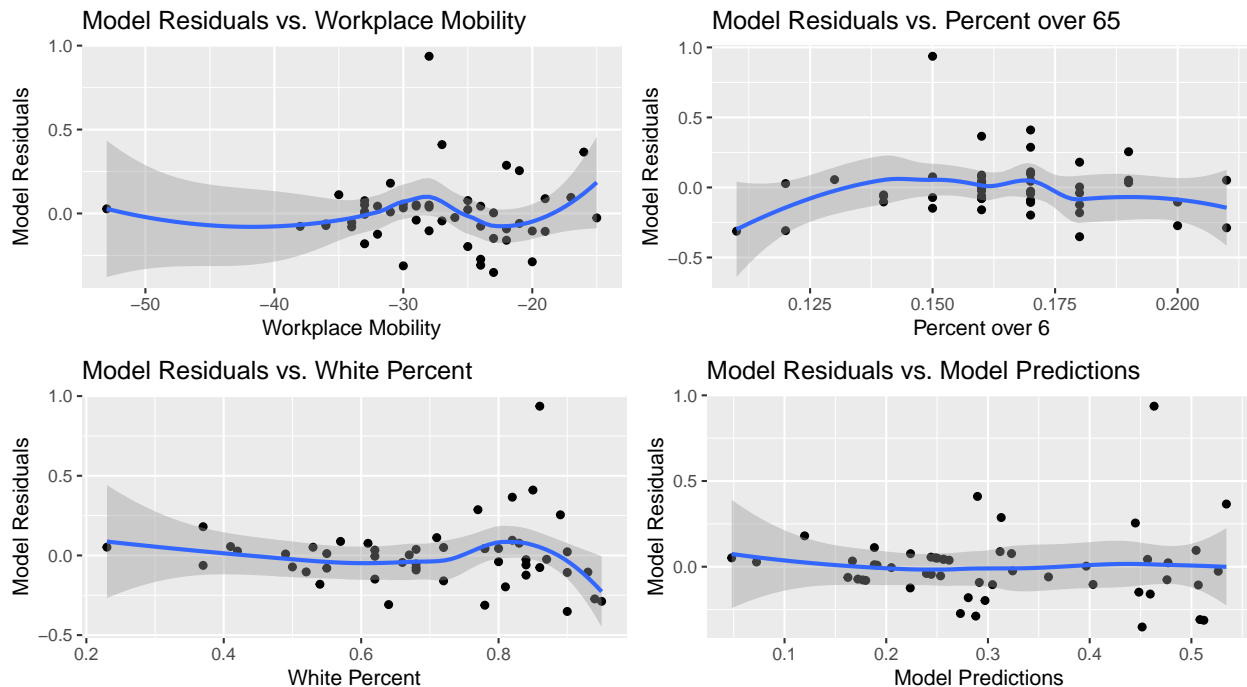 Model Residuals vs. Workplace Mobility
Model Residuals
1.0
0.5
0.0
−50
−40
−30
−20
Workplace Mobility
Model Residuals vs. Percent over 65
Model Residuals
1.0
0.5
0.0
−0.5
0.125
0.150
0.175
0.200
Percent over 6
Model Residuals vs. White Percent
Model Residuals
1.0
0.5
0.0
−0.5
0.2
0.4
0.6
0.8
White Percent
Model Residuals vs. Model Predictions
Model Residuals
1.0
0.5
0.0
0.1
0.2
0.3
0.4
0.5
Model Predictions